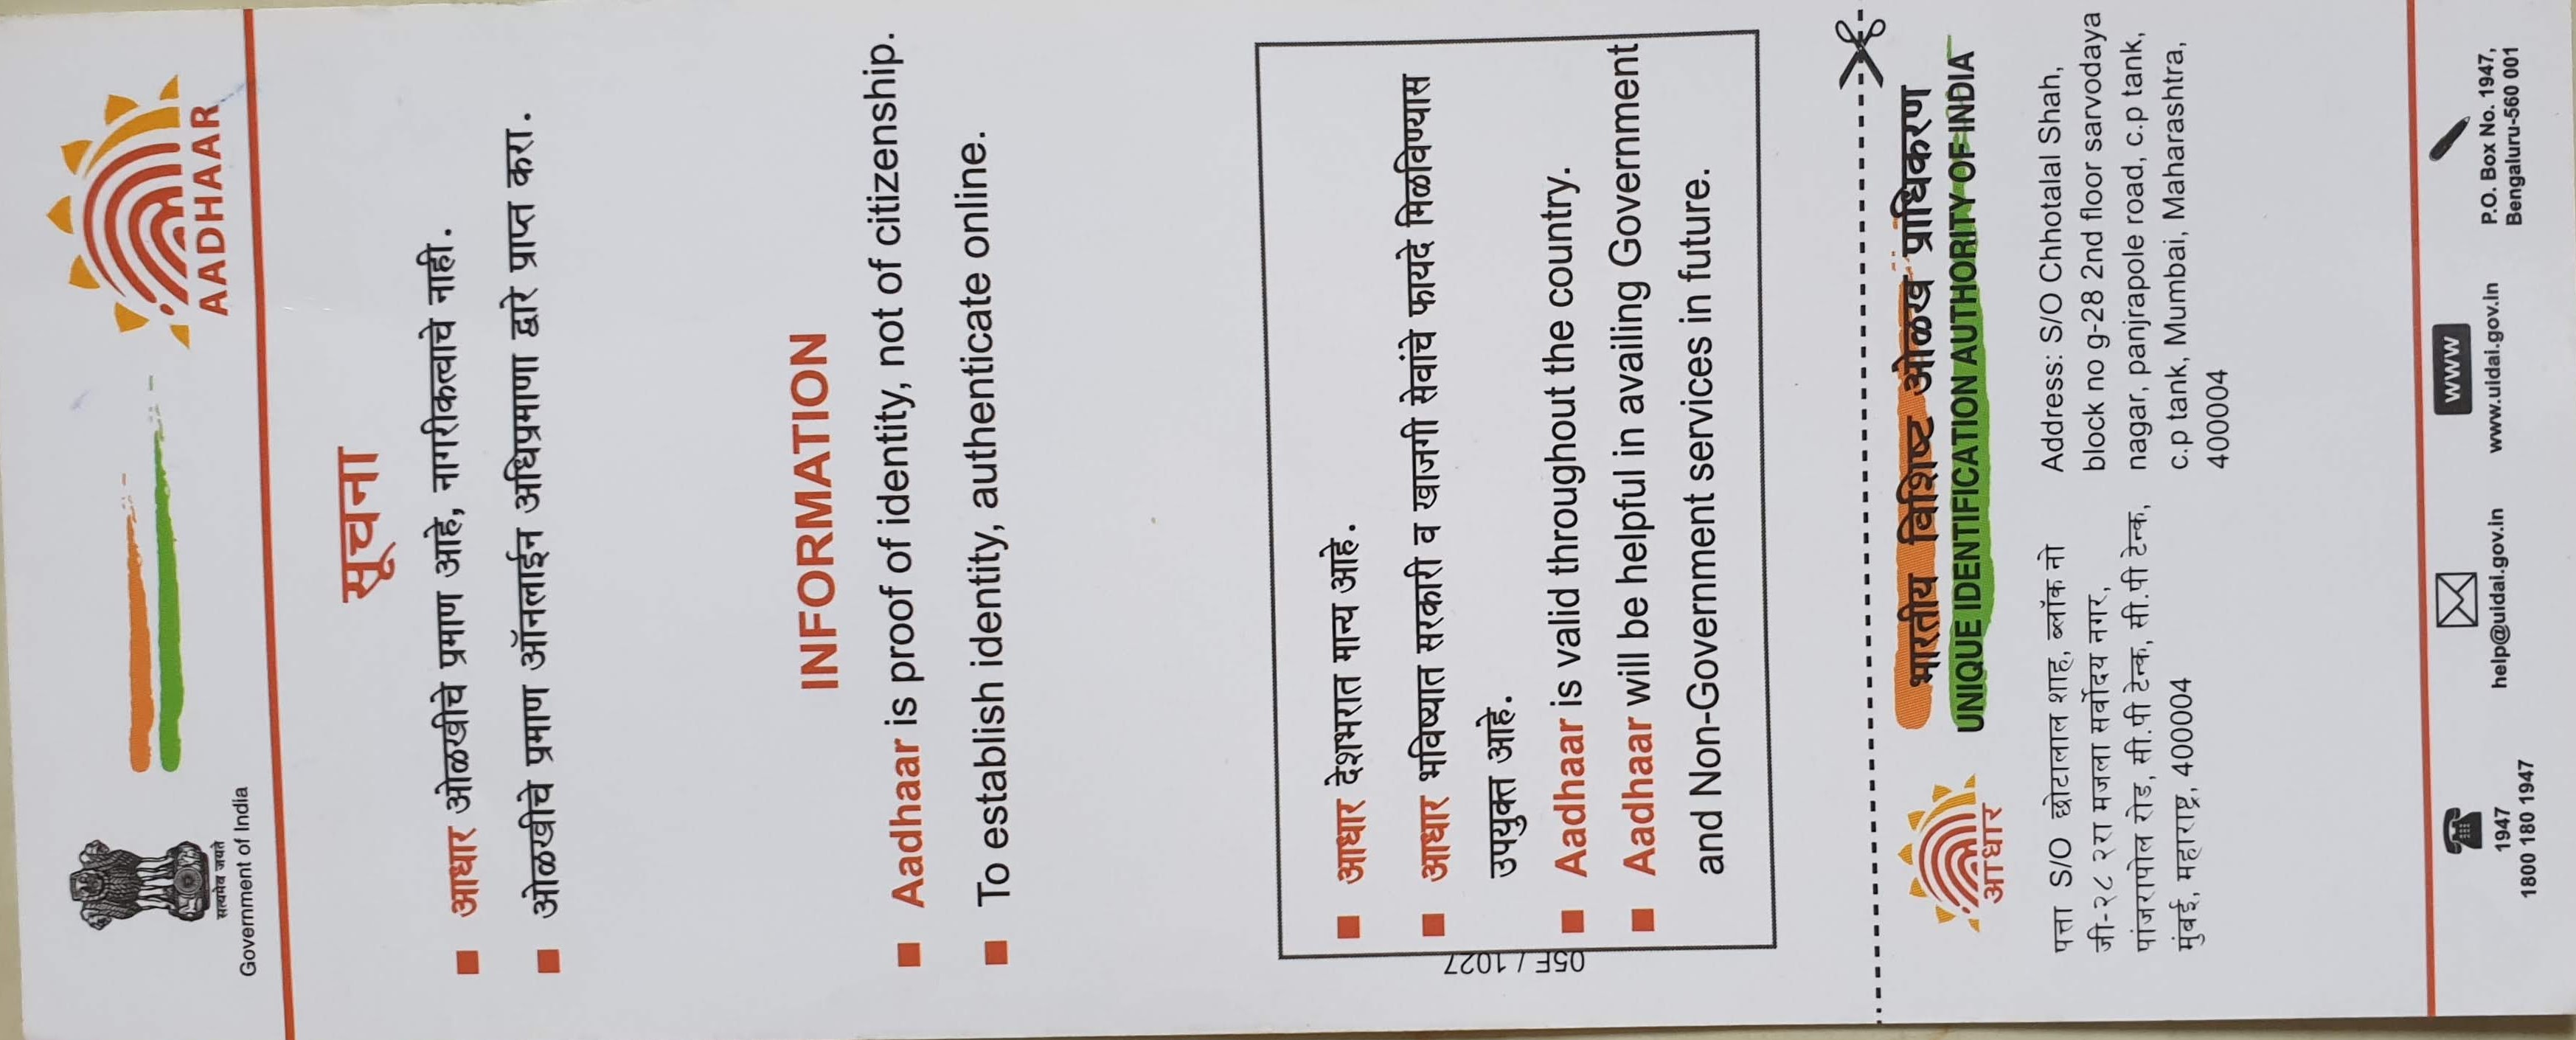 सत्यमेव जयते
Government of India
AADHAAR
सूचना
आधार ओळखीचे प्रमाण आहे, नागरीकत्वाचे नाही.
ओळखीचे प्रमाण ऑनलाईन अधिप्रमाणा द्वारे प्राप्त करा.
INFORMATION
Aadhaar is proof of identity, not of citizenship.
To establish identity, authenticate online.
आधार देशभरात मान्य आहे.
आधार भविष्यात सरकारी व खाजगी सेवांचे फायदे मिळविण्यास
उपयुक्त आहे.
Aadhaar is valid throughout the country.
Aadhaar will be helpful in availing Government
and Non-Government services in future.
05F / 1027
आधार
भारतीय विशिष्ट ओळख प्राधिकरण
UNIQUE IDENTIFICATION AUTHORITY OF INDIA
पत्ता S/O छोटालाल शाह, ब्लॉक नो
जी-२८ २रा मजला सर्वोदय नगर,
पांजरापोल रोड, सी.पी टेन्क, सी.पी टेन्क,
मुंबई, महाराष्ट्र, 400004
Address: S/O Chhotalal Shah,
block no g-28 2nd floor sarvodaya
nagar, panjrapole road, c.p tank,
c.p tank, Mumbai, Maharashtra,
400004
1947
1800 180 1947
help@uidai.gov.in
www
www.uidai.gov.in
P.O. Box No. 1947,
Bengaluru-560 001